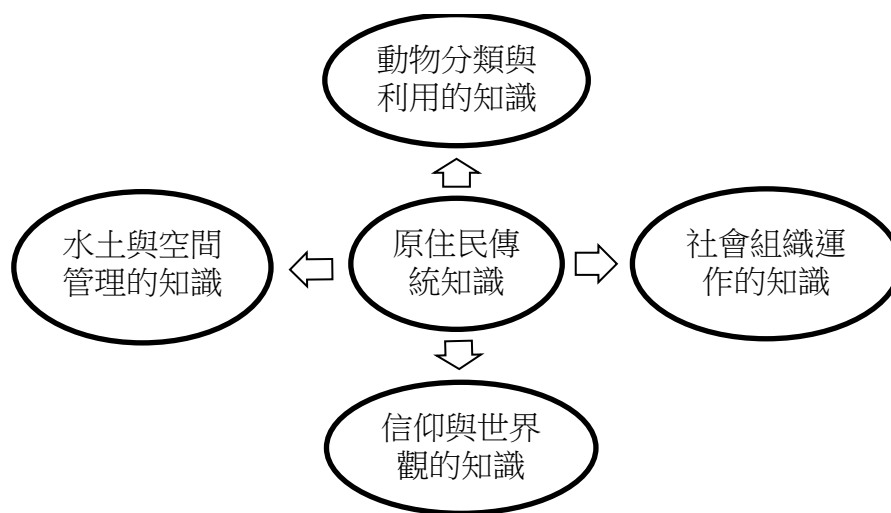 動物分類與
利用的知識
水土與空間
管理的知識
原住民傳
統知識
社會組織運
作的知識
信仰與世界
觀的知識